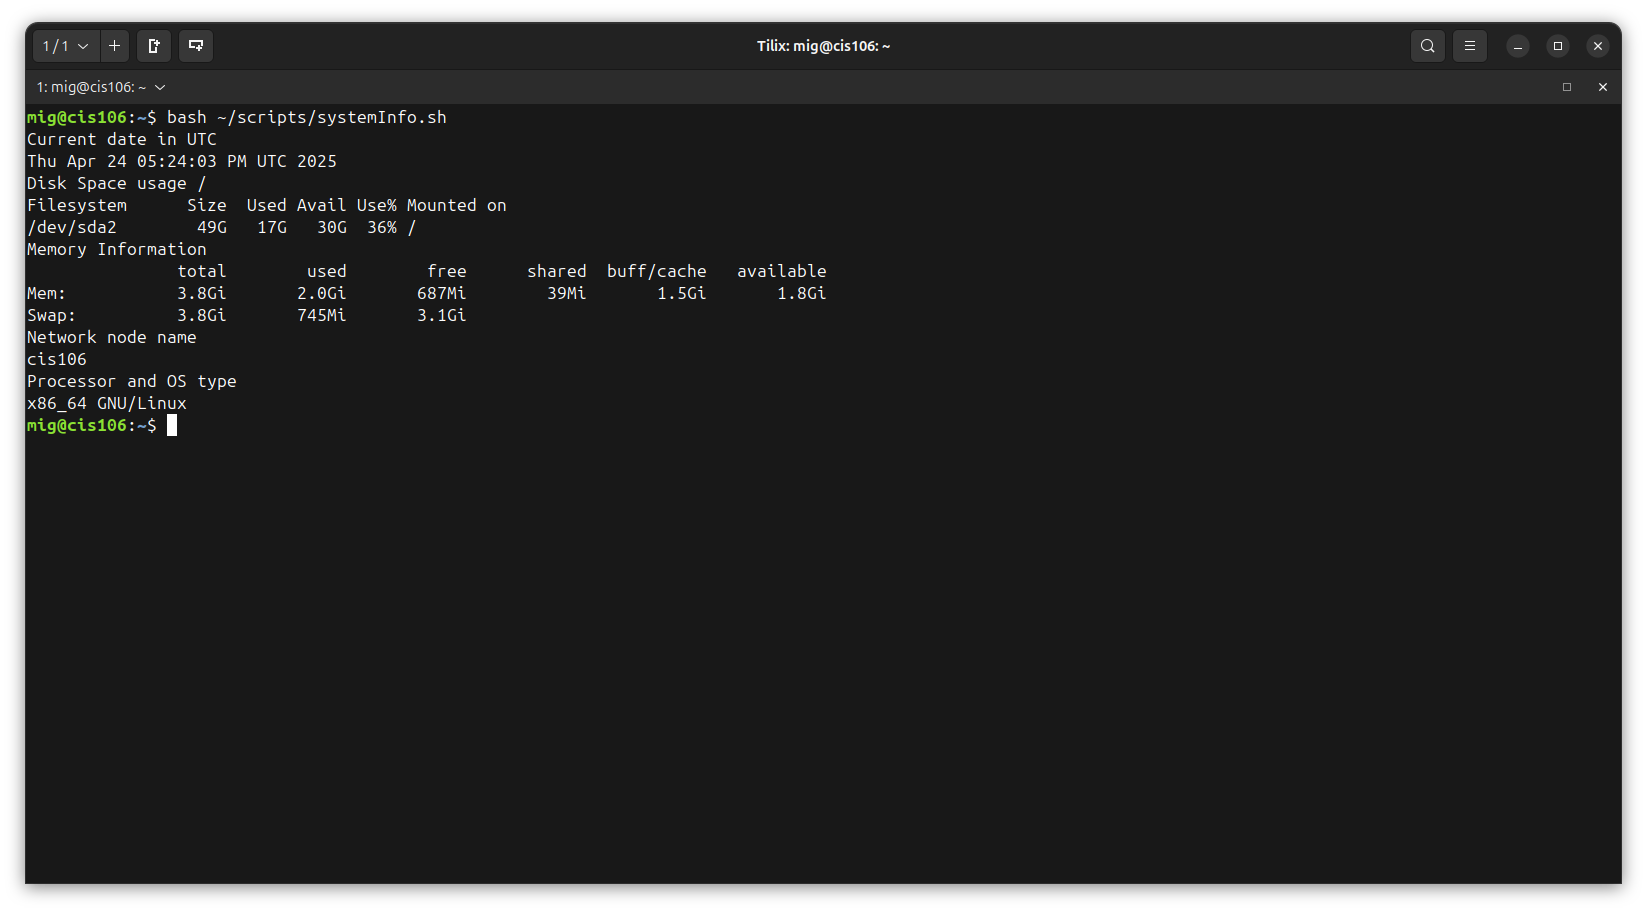 1 / 1
Tilix: mig@cis106: ~
1: mig@cis106: ~
mig@cis106:~$ bash ~/scripts/systemInfo.sh
Current date in UTC
Thu Apr 24 05:24:03 PM UTC 2025
Disk Space usage /
Filesystem      Size  Used Avail Use% Mounted on
/dev/sda2        49G   17G   30G  36% /
Memory Information
               total        used        free      shared  buff/cache   available
Mem:           3.8Gi       2.0Gi       687Mi        39Mi       1.5Gi       1.8Gi
Swap:          3.8Gi       745Mi       3.1Gi
Network node name
cis106
Processor and OS type
x86_64 GNU/Linux
mig@cis106:~$